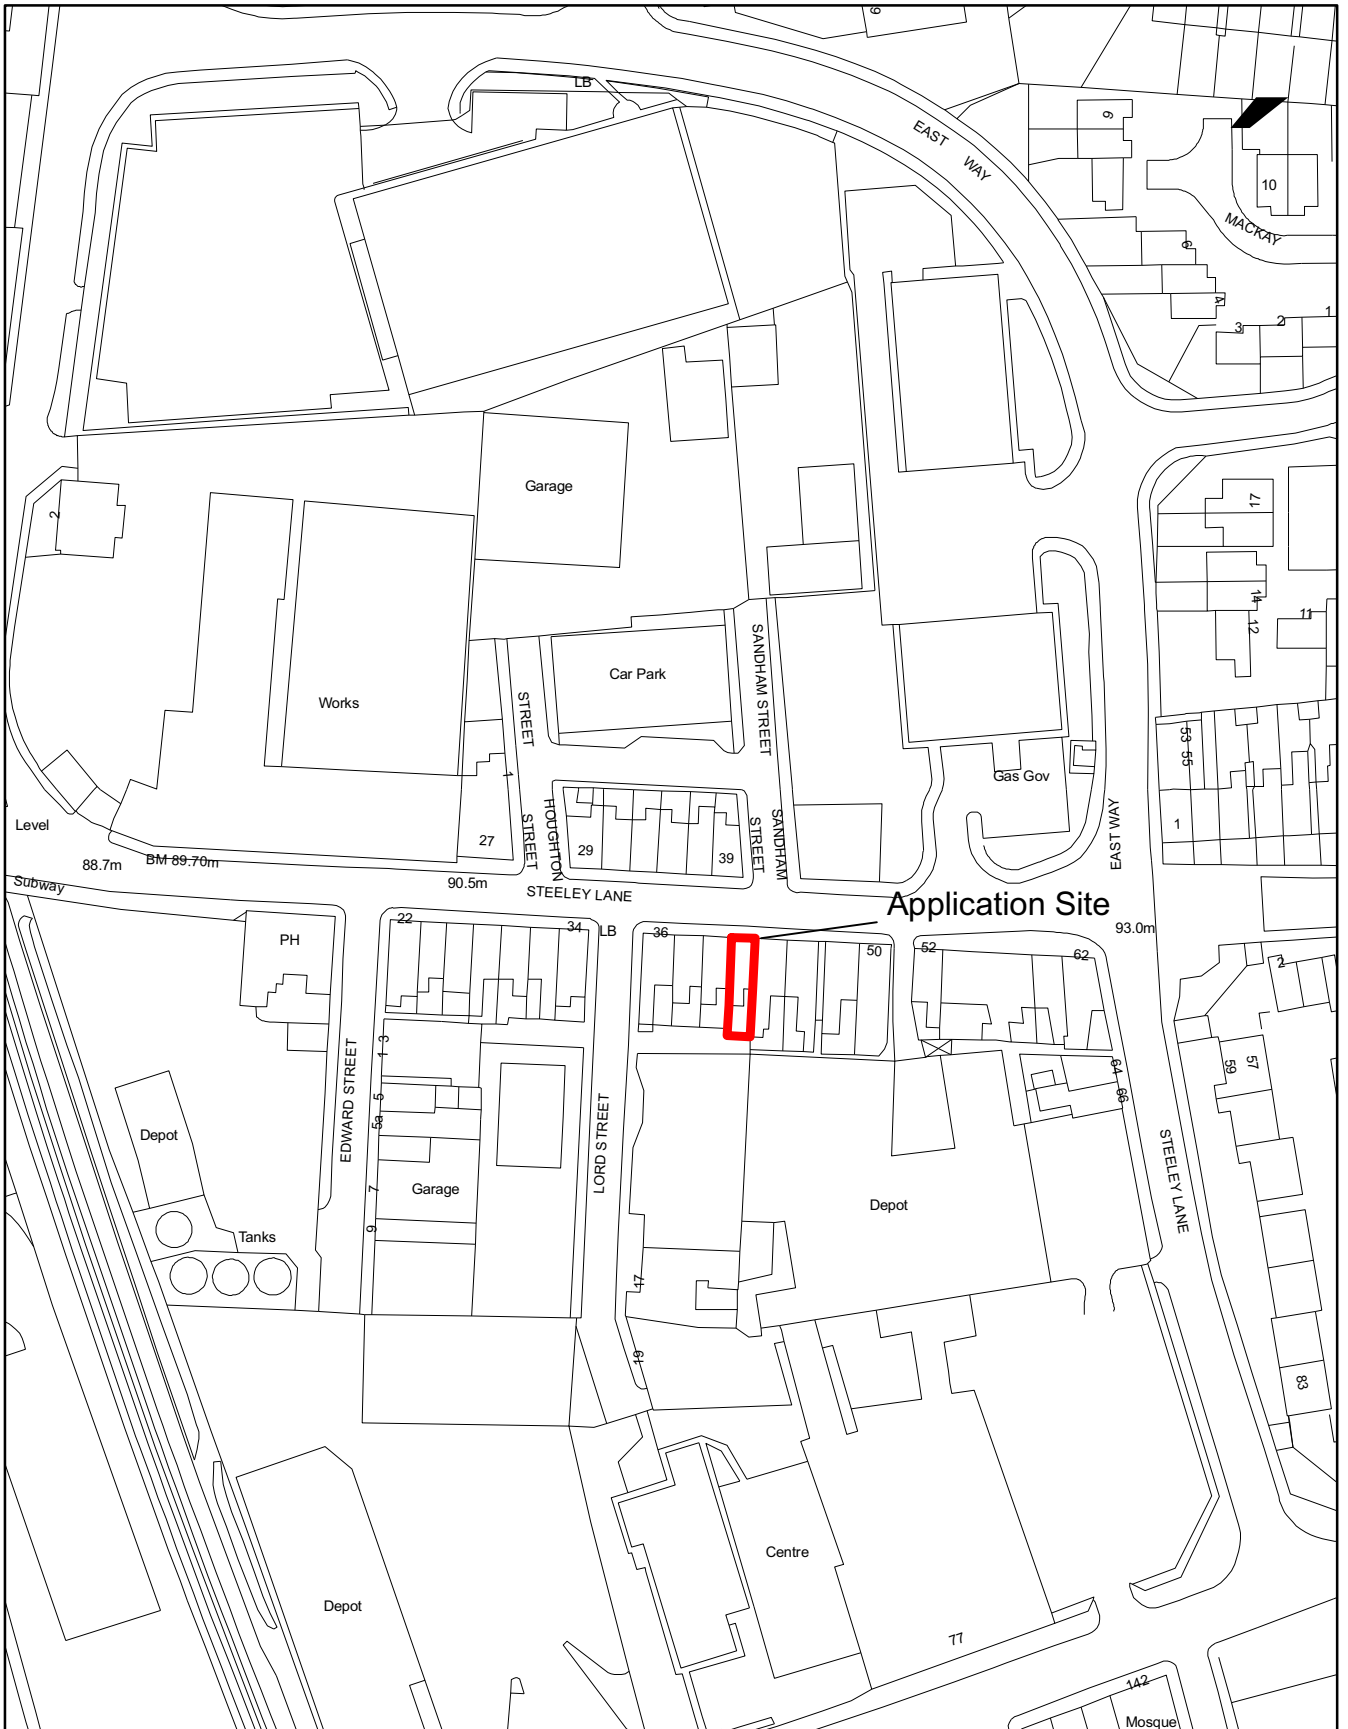 9
LB
EAST WAY
9
10
MACKAY
6
4
3
2
1
Garage
2
17
14
12
11
Car Park
Works
STREET
SANDHAM STREET
53 55
1
Gas Gov
HOUGHTON
STREET
27
29
39
STREET
SANDHAM
EAST WAY
1
Level
88.7m
BM 89.70m
Subway
90.5m
STEELEY LANE
Application Site
93.0m
PH
22
34
LB
36
50
52
62
2
1 3
5
5a
7
9
EDWARD STREET
LORD STREET
64 66
59
57
Depot
Garage
Depot
STEELEY LANE
Tanks
17
19
83
Centre
Depot
77
142
Mosque